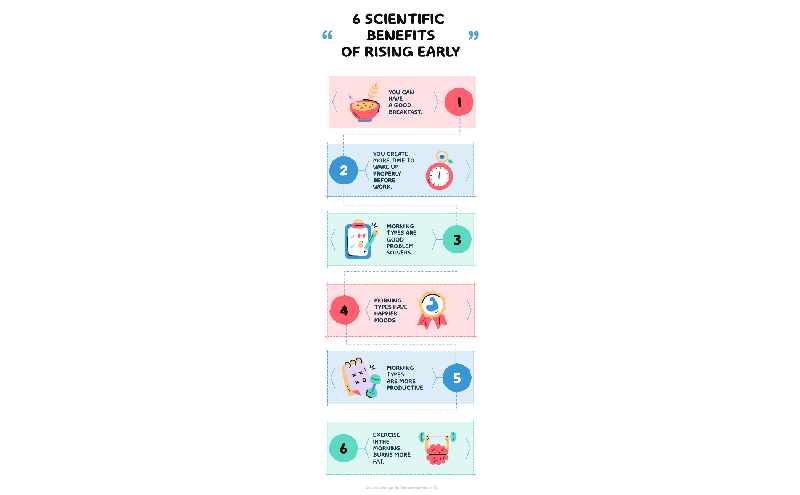 6 SCIENTIFIC
BENEFITS
“ ”
OF RISING EARLY
YOU CAN
HAVE
A GOOD
BREAKFAST.
1
2
YOU CREATE
MORE TIME TO
WAKE UP
PROPERLY
BEFORE
WORK.
MORNING
TYPES ARE
GOOD
PROBLEM
SOLVERS.
3
4
MORNING
TYPES HAVE
HAPPIER
MOODS.
MORNING
TYPES
ARE MORE
PRODUCTIVE.
5
6
EXERCISE
IN THE
MORNING
BURNS MORE
FAT.